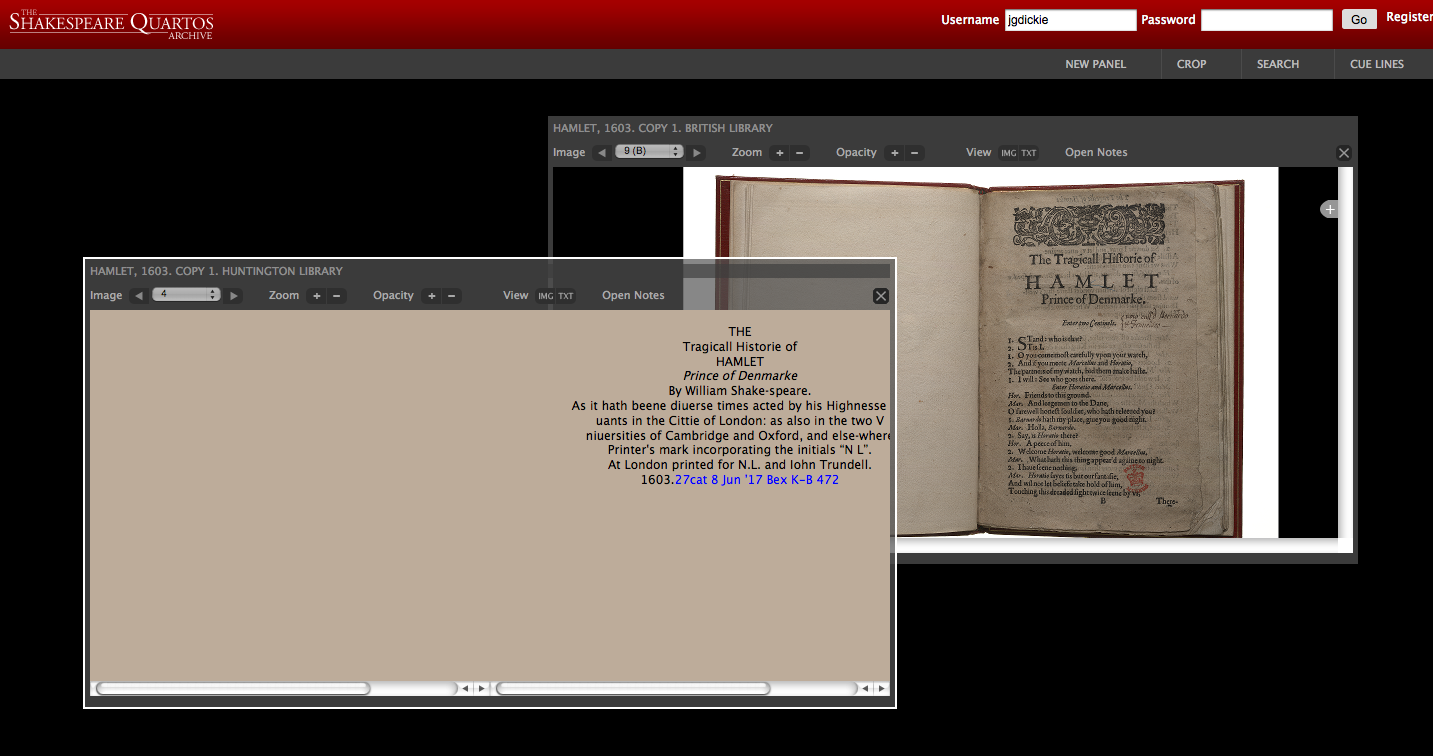 THE
SHAKESPEARE QUARTOS
ARCHIVE
Username jgdickie Password Go Register
NEW PANEL CROP SEARCH CUE LINES
HAMLET, 1603. COPY 1. BRITISH LIBRARY
Image 9 (B) Zoom + − Opacity + − View IMG TXT Open Notes
The Tragicall Hiſtorie of
HAMLET
Prince of Denmarke.
Enter two Centinels.
1. STand: who is that?
2. Tis I.
1. O you come moſt carefully vpon your watch,
2. And if you meete Marcellus and Horatio,
The partners of my watch, bid them make haſte.
1. I will: See who goes there.
Enter Horatio and Marcellus.
Hor. Friends to this ground.
Mar. And leegemen to the Dane,
O farewell honeſt ſouldier, who hath releeued you?
1. Barnardo hath my place, giue you good night.
Mar. Holla, Barnardo.
2. Say, is Horatio there?
Hor. A peece of him.
2. Welcome Horatio, welcome good Marcellus,
Mar. What hath this thing appear'd againe to night.
2. I haue ſeene nothing.
Mar. Horatio ſayes tis but our fantaſie,
And wil not let beliefe take hold of him,
Touching this dreaded ſight twice ſeene by vs,
B There-
HAMLET, 1603. COPY 1. HUNTINGTON LIBRARY
Image 4 Zoom + − Opacity + − View IMG TXT Open Notes
THE
Tragicall Historie of
HAMLET
Prince of Denmarke
By William Shake-speare.
As it hath beene diuerse times acted by his Highnesse
uants in the Cittie of London: as also in the two V
niuersities of Cambridge and Oxford, and else-where
Printer's mark incorporating the initials “N L”.
At London printed for N.L. and Iohn Trundell.
1603.27cat 8 Jun '17 Bex K-B 472